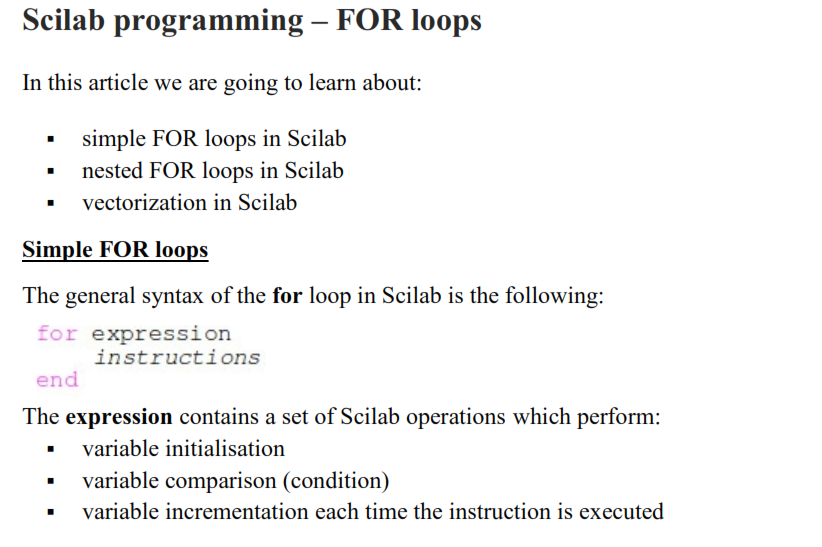 Scilab programming – FOR loops
In this article we are going to learn about:
▪ simple FOR loops in Scilab
▪ nested FOR loops in Scilab
▪ vectorization in Scilab
Simple FOR loops
The general syntax of the for loop in Scilab is the following:
for expression
instructions
end
The expression contains a set of Scilab operations which perform:
▪ variable initialisation
▪ variable comparison (condition)
▪ variable incrementation each time the instruction is executed